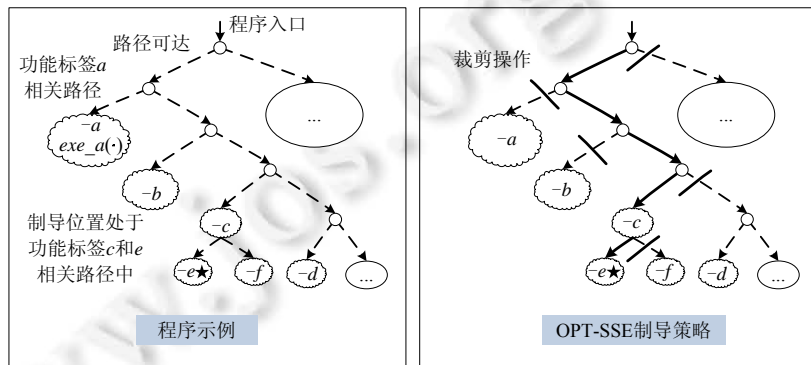 程序入口
路径可达
功能标签a
相关路径
...
−a
exe_a(·)
−b
制导位置处于
功能标签c和e
相关路径中
−c
−e★
−f
−d
...
程序示例
裁剪操作
...
−a
−b
−c
−e★
−f
−d
...
OPT-SSE制导策略